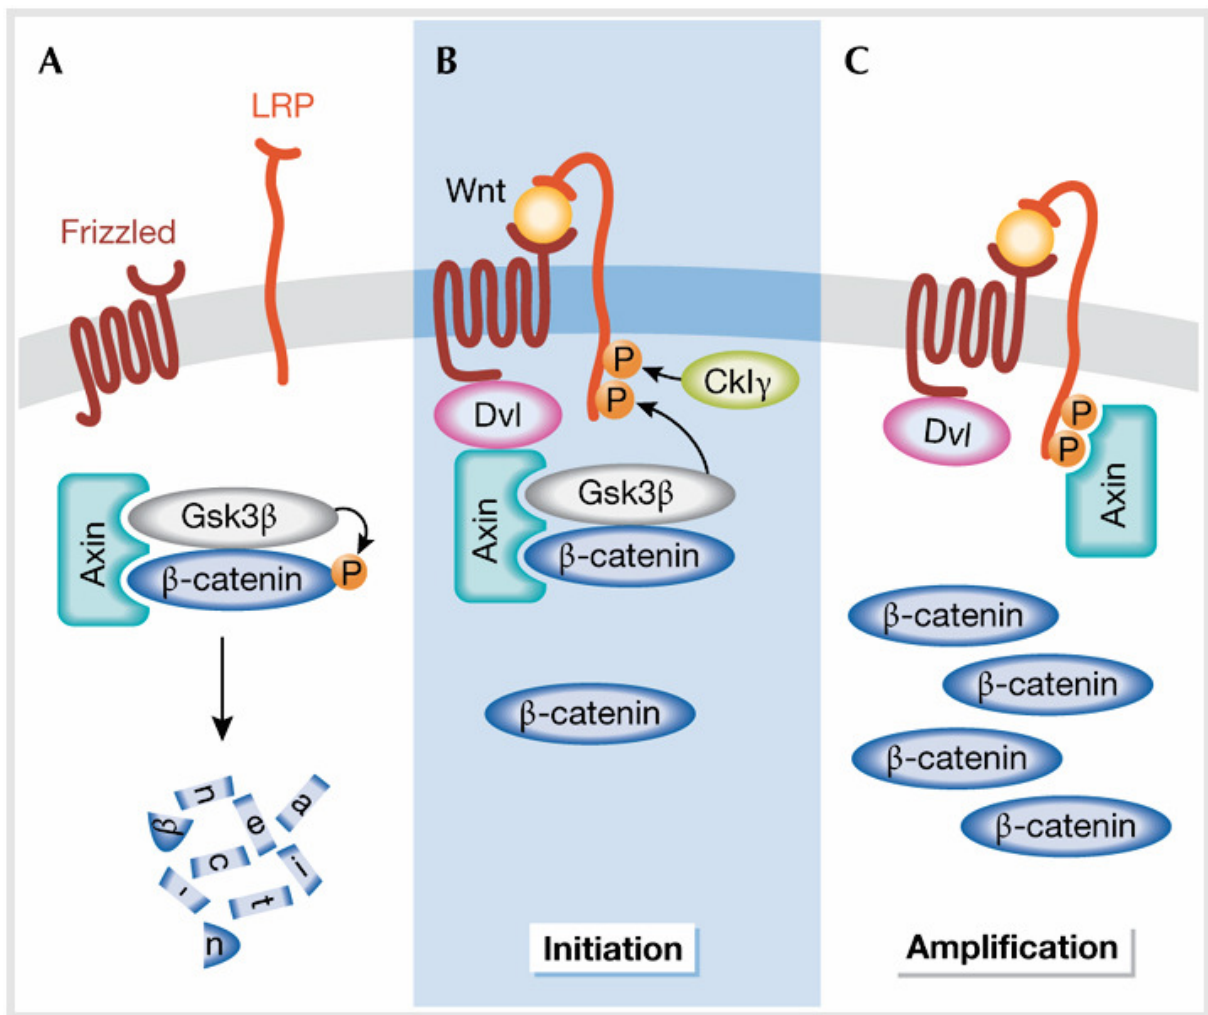 A
LRP
Frizzled
Axin
Gsk3β
β-catenin
P
n
a
β
e
c
i
-
t
n
B
Wnt
P
P
CkIγ
Dvl
Axin
Gsk3β
β-catenin
β-catenin
Initiation
C
Dvl
P
P
Axin
β-catenin
β-catenin
β-catenin
β-catenin
Amplification